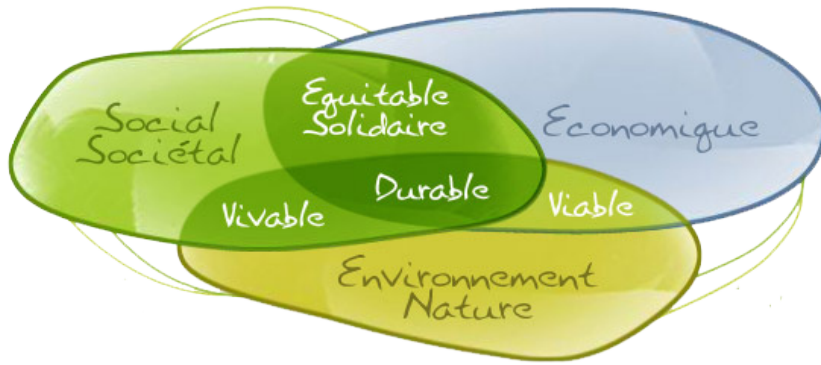 Equitable
Solidaire
Social
Sociétal
Economique
Durable
Vivable
Viable
Environnement
Nature